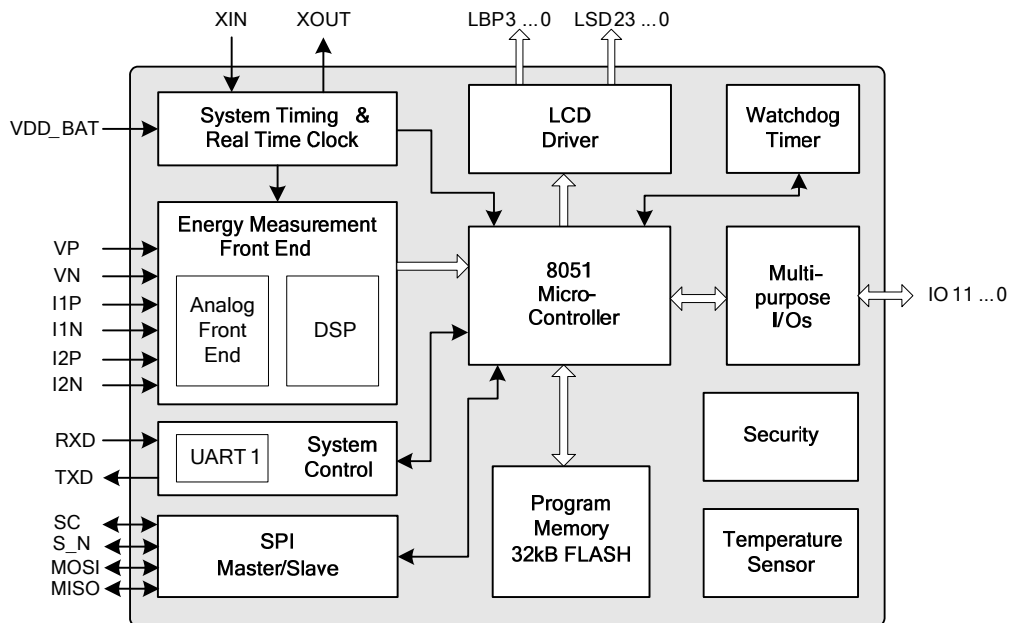 XIN
XOUT
LBP3 ...0
LSD23 ...0
VDD_BAT
System Timing &
Real Time Clock
LCD
Driver
Watchdog
Timer
Energy Measurement
Front End
Analog
Front
End
DSP
VP
VN
I1P
I1N
I2P
I2N
8051
Micro-
Controller
Multi-
purpose
I/Os
IO 11 ...0
RXD
TXD
UART 1
System
Control
Security
SC
S_N
MOSI
MISO
SPI
Master/Slave
Program
Memory
32kB FLASH
Temperature
Sensor